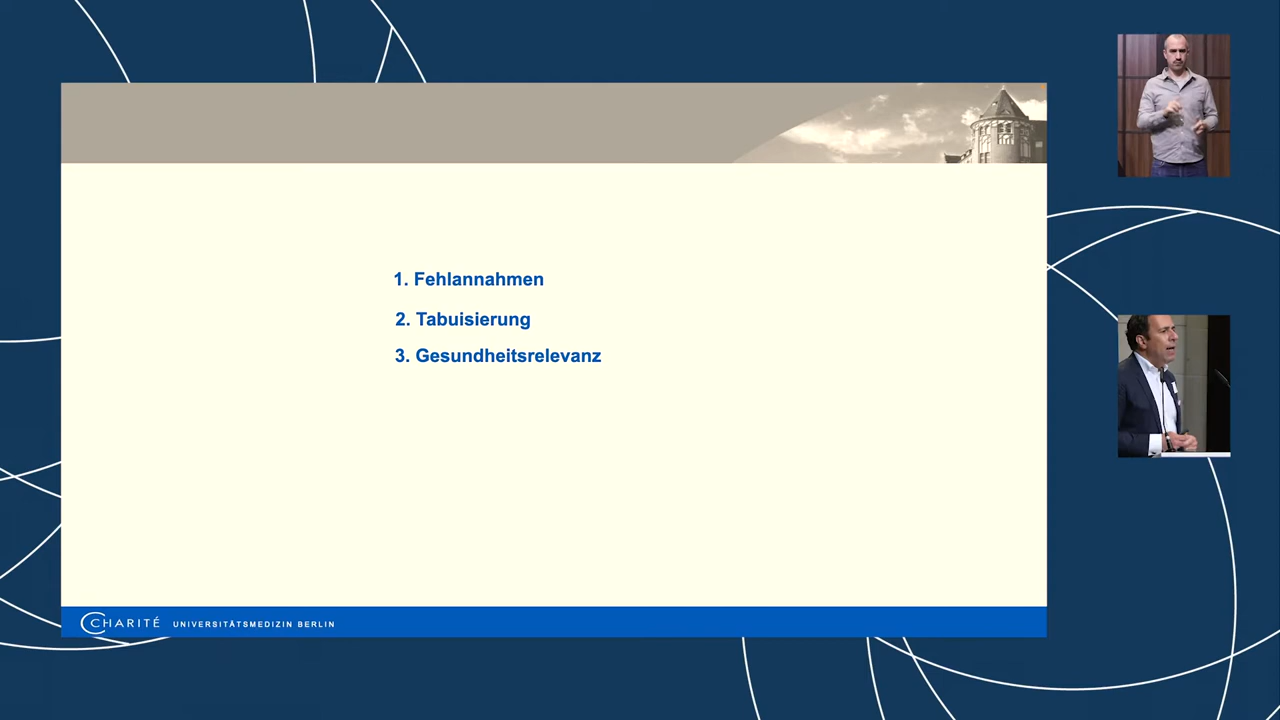 1. Fehlannahmen
2. Tabuisierung
3. Gesundheitsrelevanz
CHARITÉ UNIVERSITÄTSMEDIZIN BERLIN